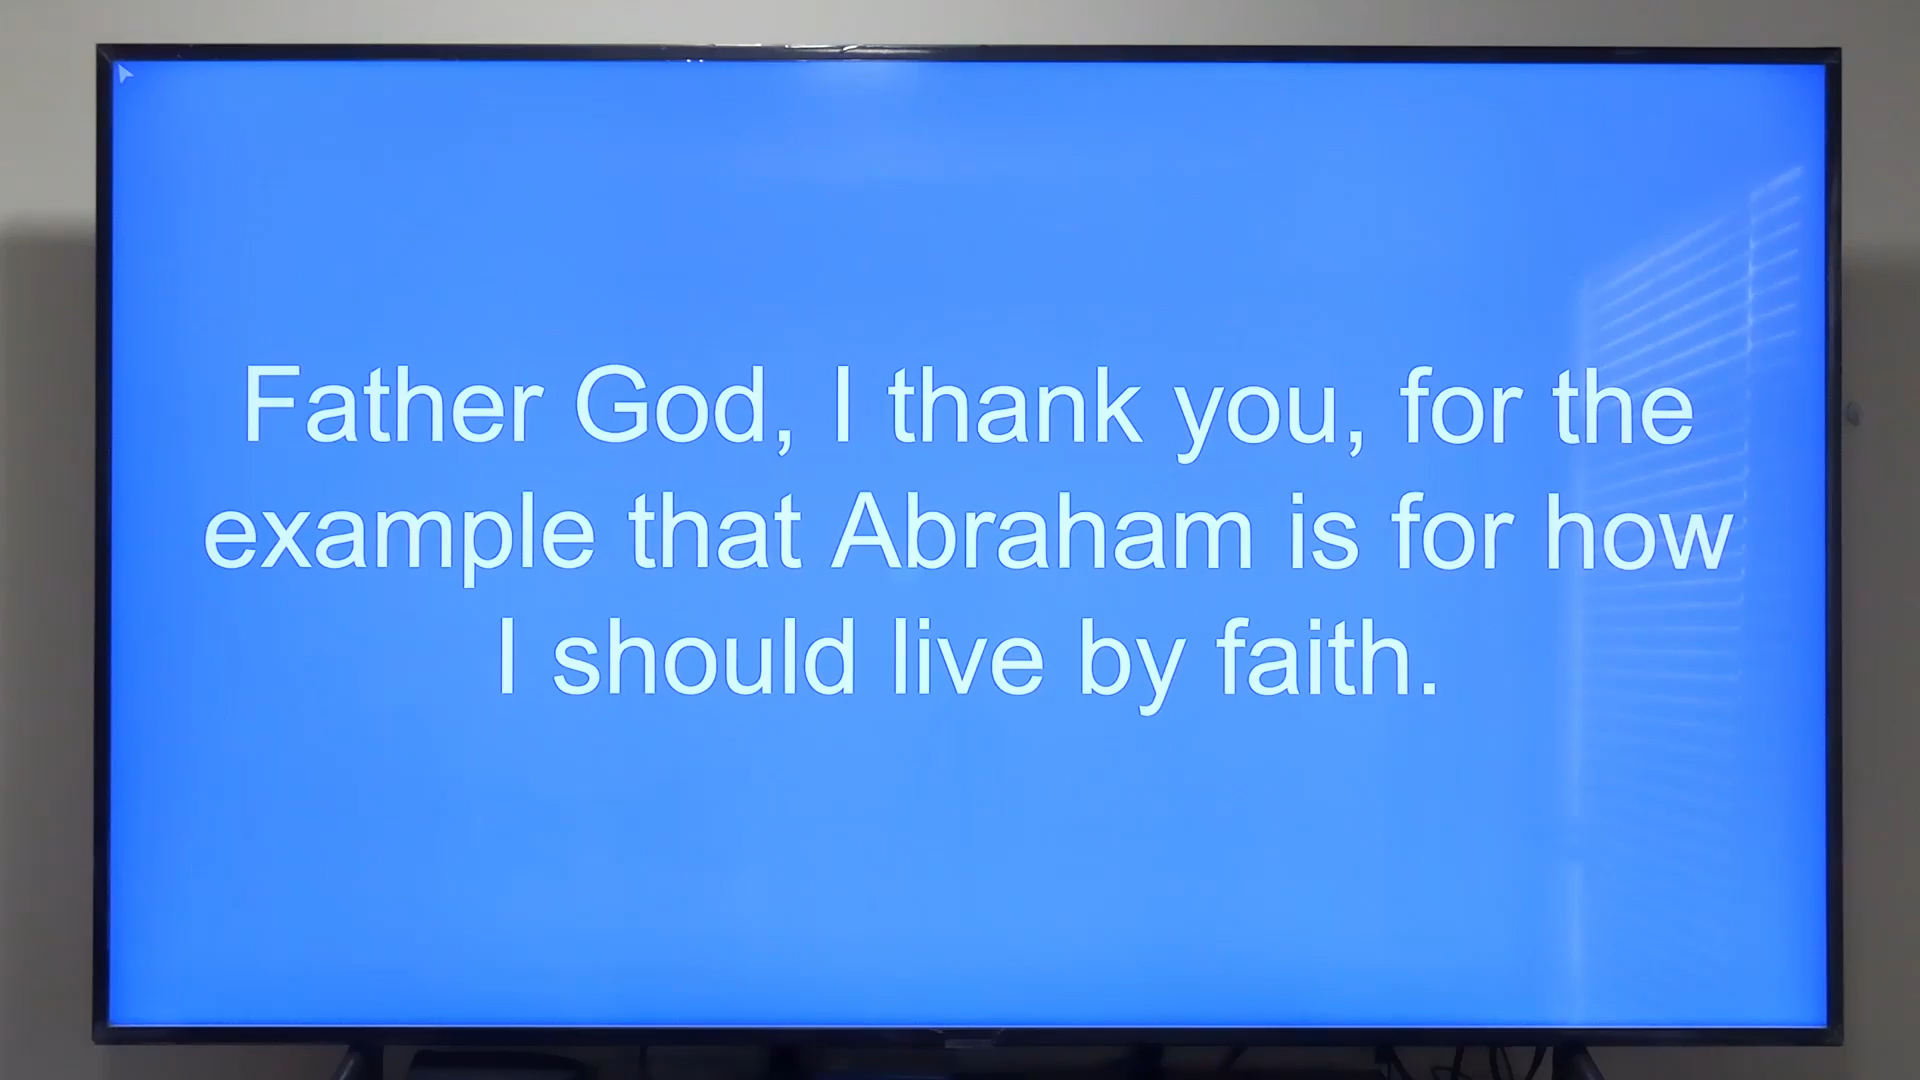 Father God, I thank you, for the
example that Abraham is for how
I should live by faith.